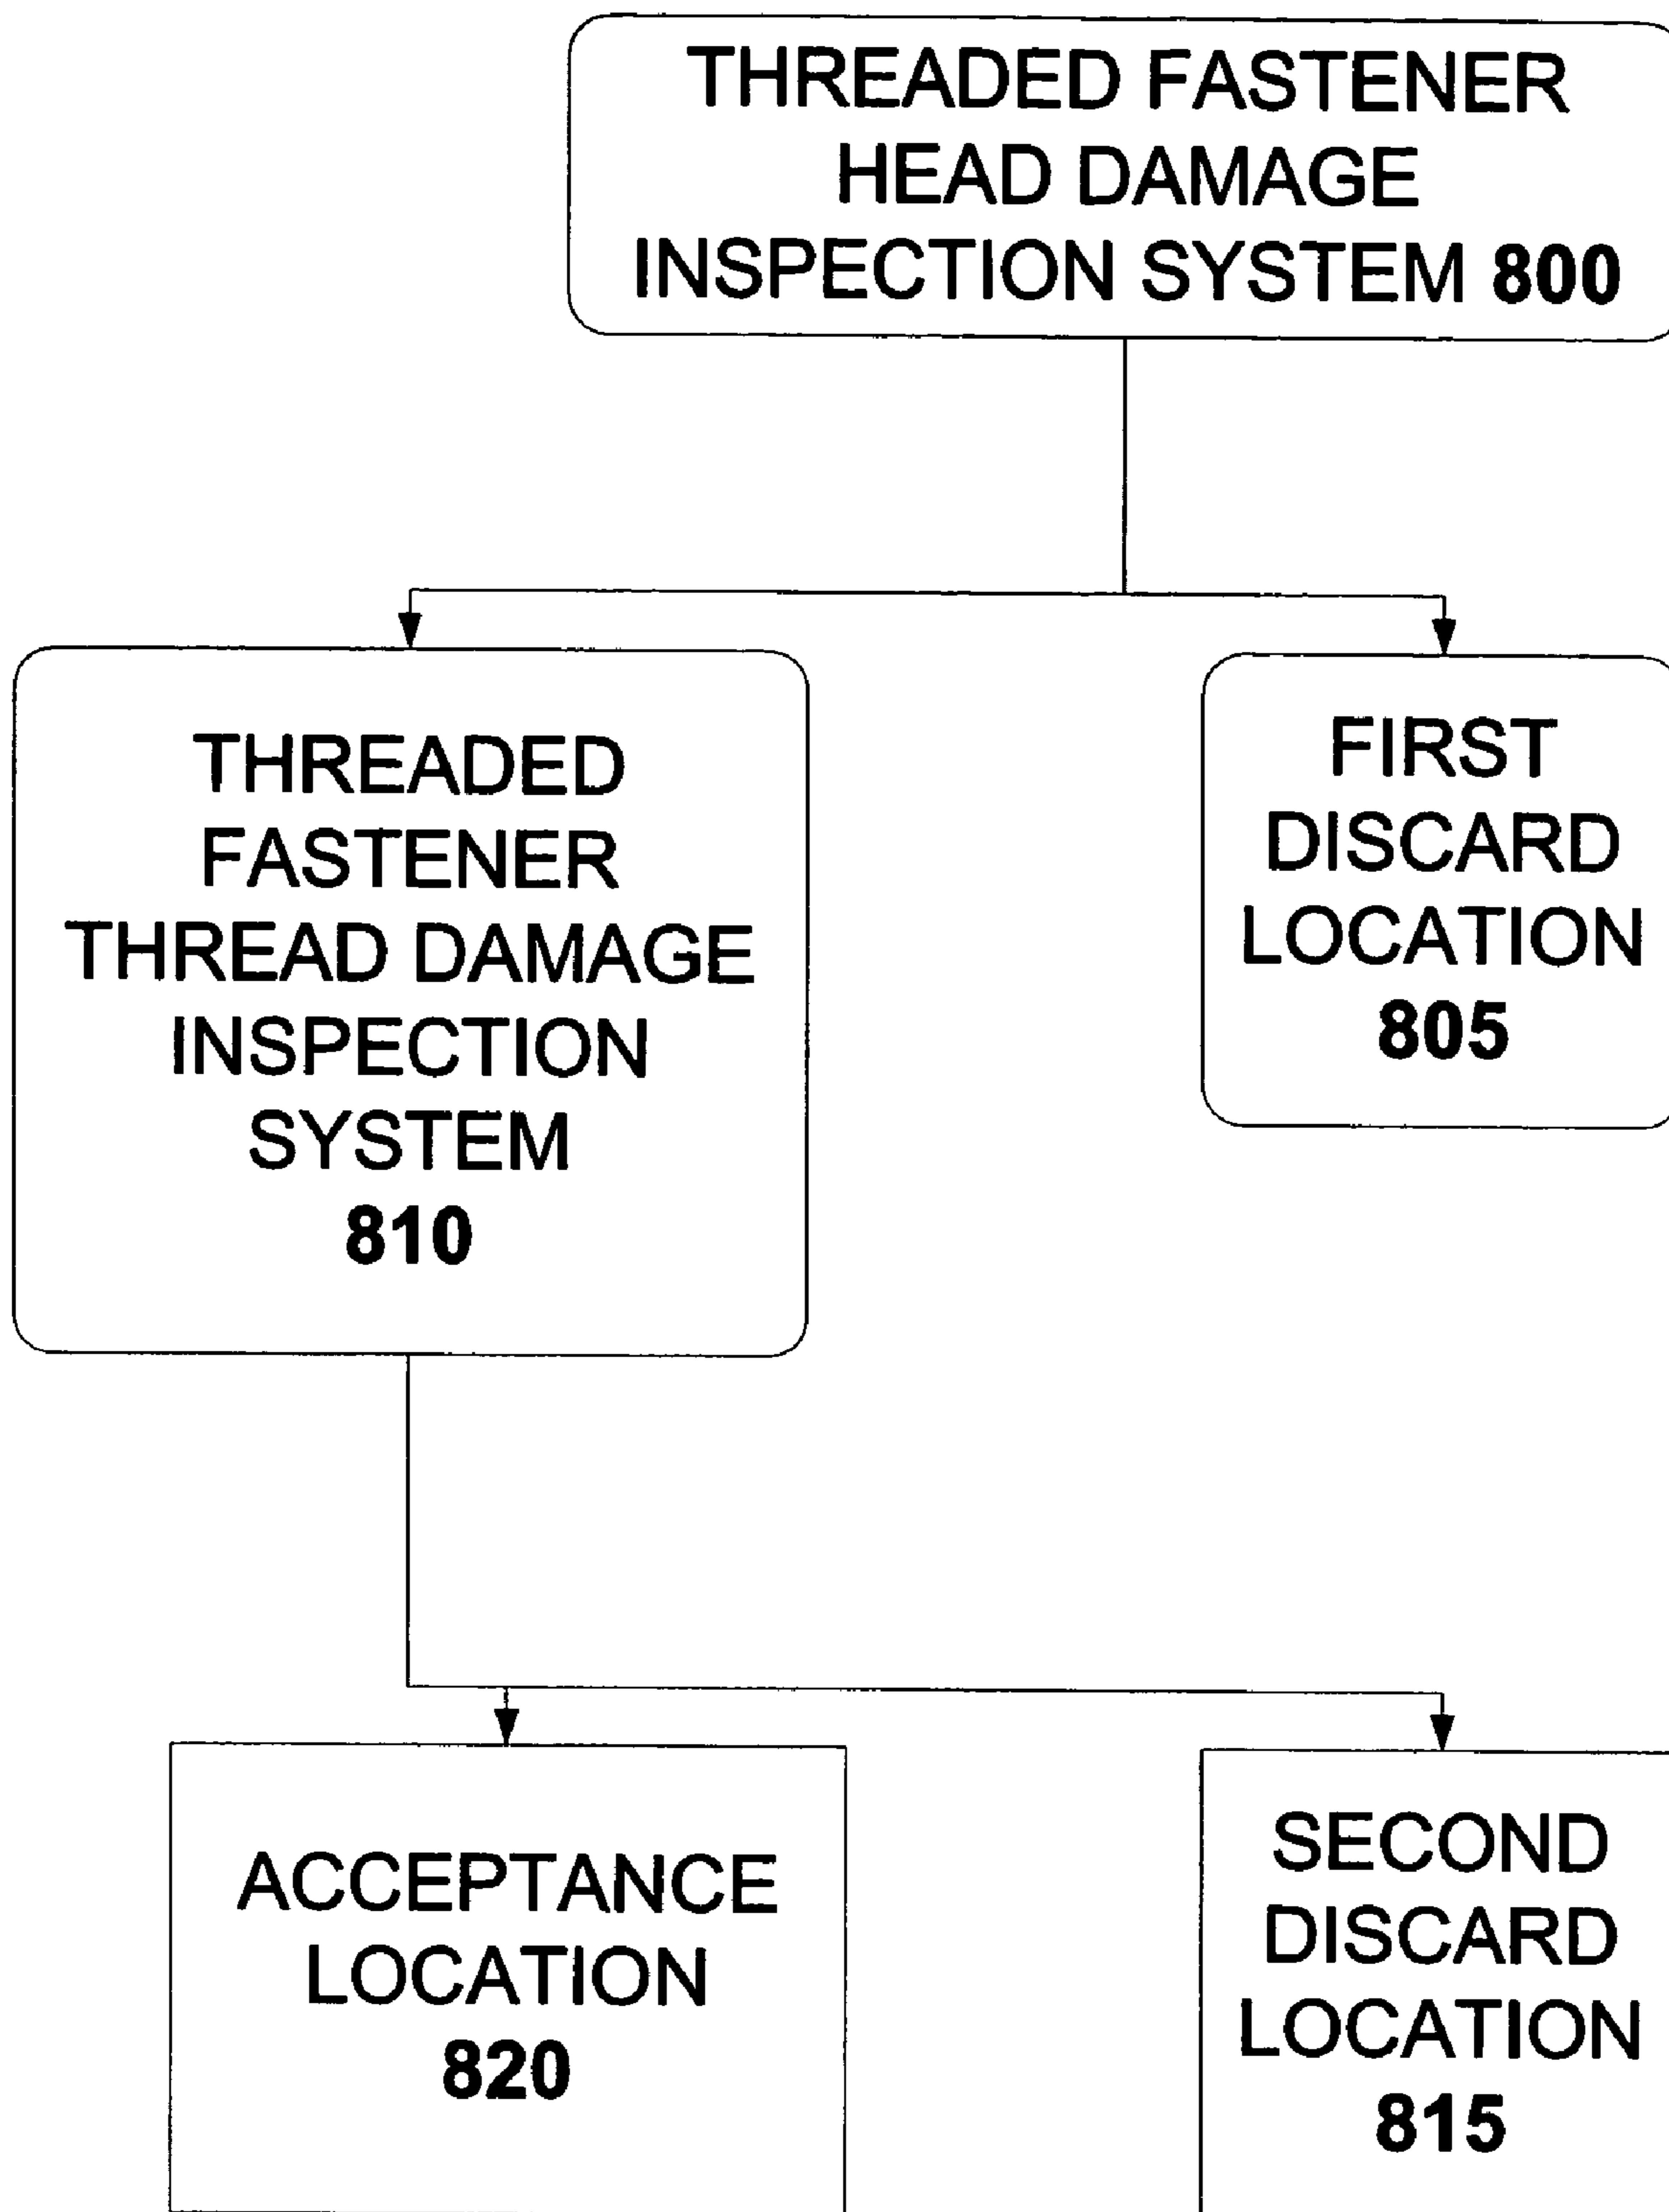 THREADED FASTENER
HEAD DAMAGE
INSPECTION SYSTEM 800
THREADED
FASTENER
THREAD DAMAGE
INSPECTION
SYSTEM
810
FIRST
DISCARD
LOCATION
805
ACCEPTANCE
LOCATION
820
SECOND
DISCARD
LOCATION
815